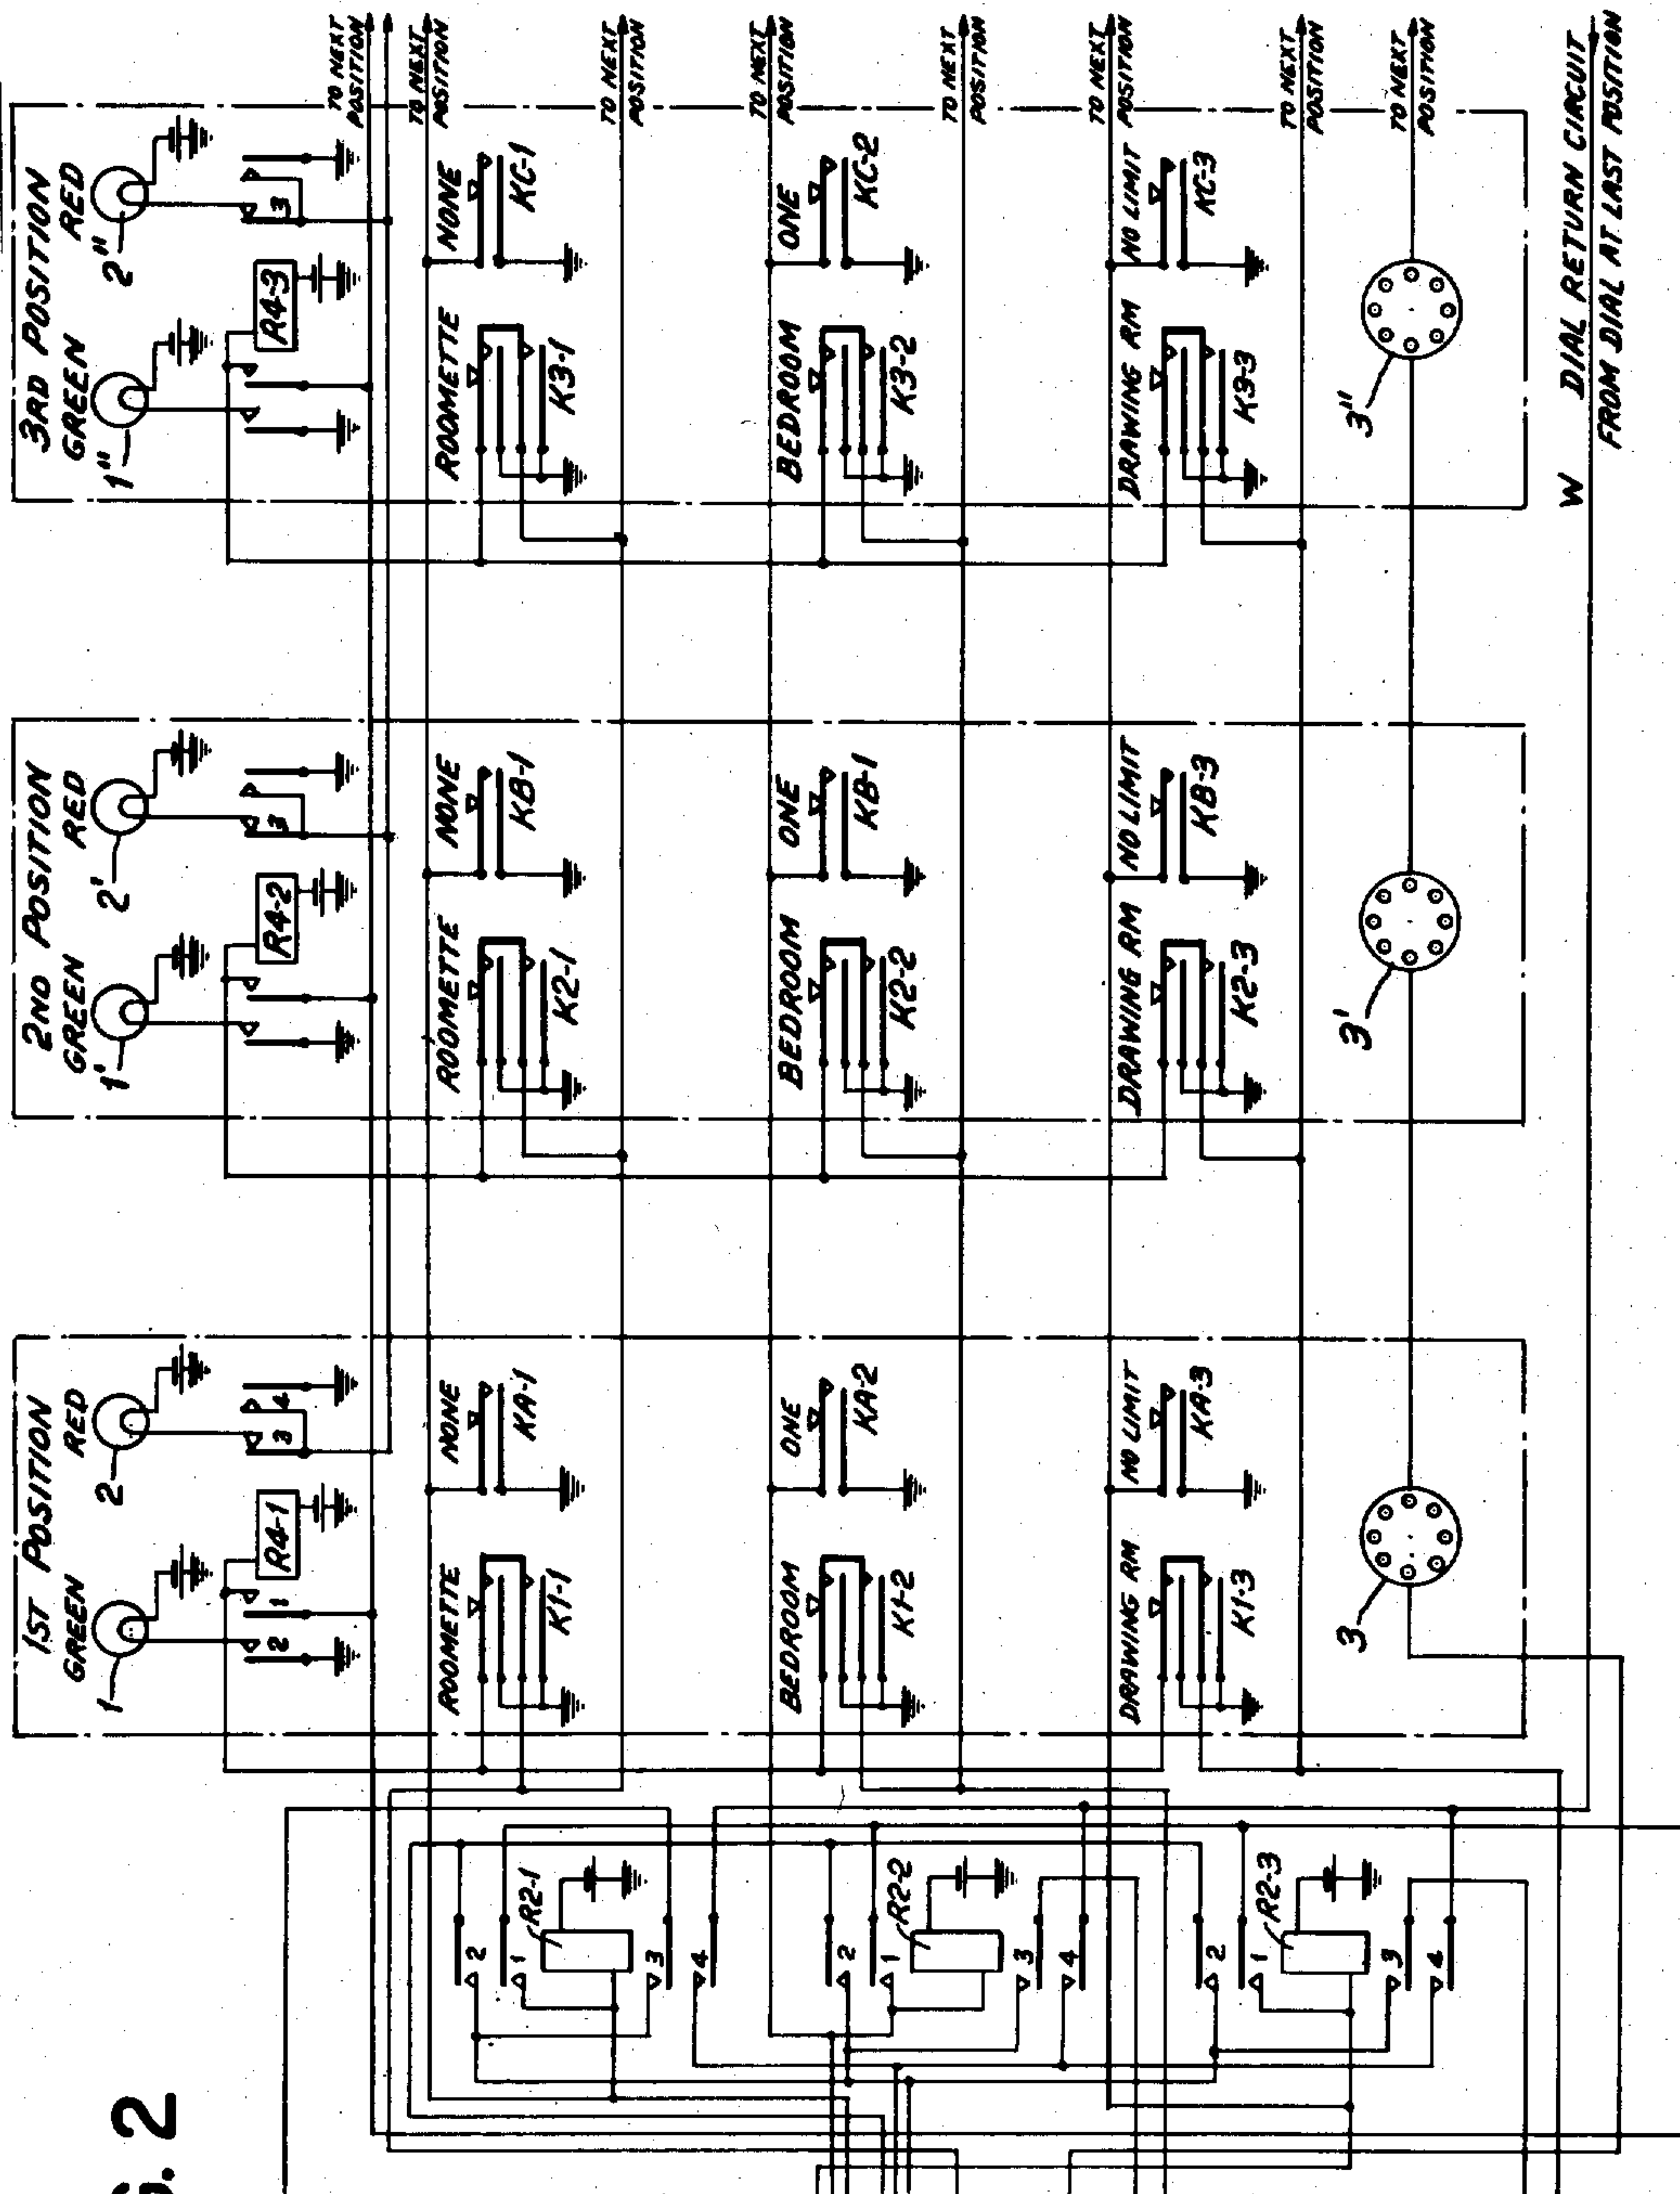 3RD POSITION
GREEN
RED
1"
2"
R4-3
3
TO NEXT
POSITION
ROOMETTE
NONE
K3-1
KC-1
TO NEXT
POSITION
TO NEXT
POSITION
BEDROOM
ONE
K3-2
KC-2
TO NEXT
POSITION
TO NEXT
POSITION
DRAWING RM
NO LIMIT
K3-3
KC-3
TO NEXT
POSITION
TO NEXT
POSITION
TO NEXT
POSITION
3"
W
DIAL RETURN CIRCUIT
FROM DIAL AT LAST POSITION
2ND POSITION
GREEN
RED
1'
2'
R4-2
3
ROOMETTE
NONE
K2-1
KB-1
BEDROOM
ONE
K2-2
KB-1
DRAWING RM
NO LIMIT
K2-3
KB-3
3'
1ST POSITION
GREEN
RED
1
2
R4-1
2
1
3
4
ROOMETTE
NONE
K1-1
KA-1
BEDROOM
ONE
K1-2
KA-2
DRAWING RM
NO LIMIT
K1-3
KA-3
3
R2-1
2
1
3
4
R2-2
2
1
3
4
R2-3
2
1
3
4
G. 2